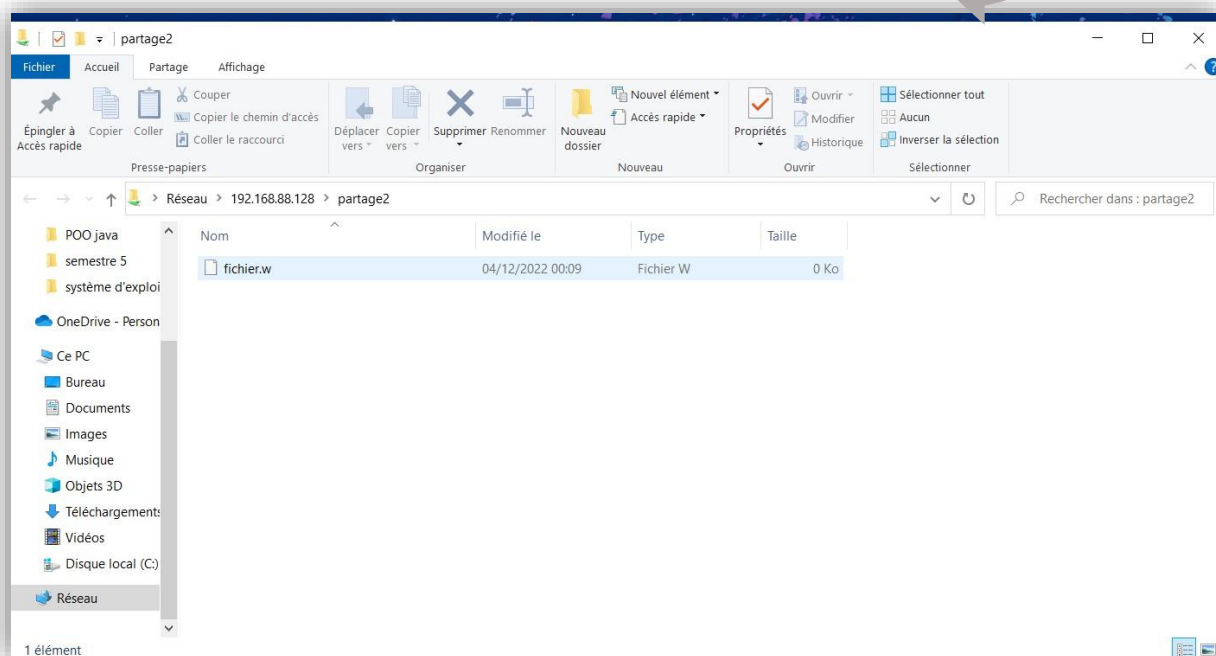 partage2
Fichier Accueil Partage Affichage
Épingler à Accès rapide
Copier
Coller
Couper
Copier le chemin d'accès
Coller le raccourci
Presse-papiers
Déplacer vers
Copier vers
Supprimer
Renommer
Organiser
Nouveau dossier
Nouvel élément
Accès rapide
Nouveau
Propriétés
Ouvrir
Modifier
Historique
Ouvrir
Sélectionner tout
Aucun
Inverser la sélection
Sélectionner
Réseau > 192.168.88.128 > partage2
Rechercher dans : partage2
POO java
semestre 5
système d'exploi
OneDrive - Person
Ce PC
Bureau
Documents
Images
Musique
Objets 3D
Téléchargements
Vidéos
Disque local (C:)
Réseau
Nom Modifié le Type Taille
fichier.w 04/12/2022 00:09 Fichier W 0 Ko
1 élément